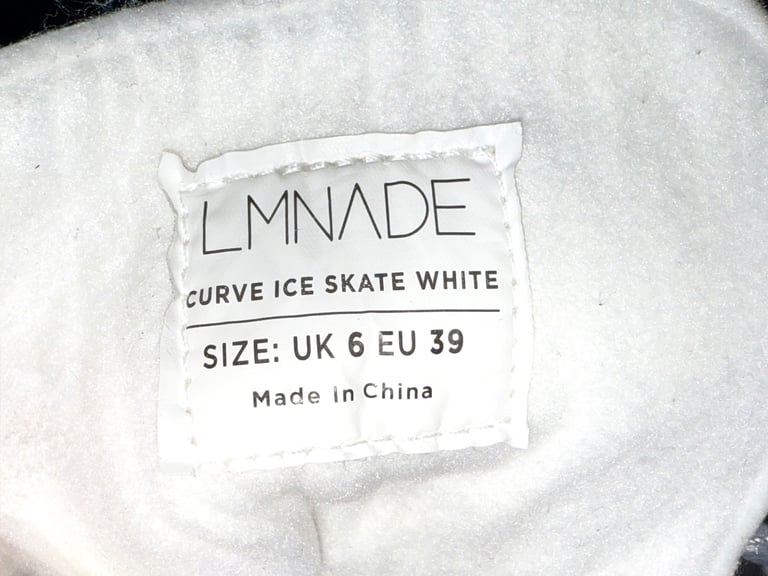 LMNADE
CURVE ICE SKATE WHITE
SIZE: UK 6 EU 39
Made in China